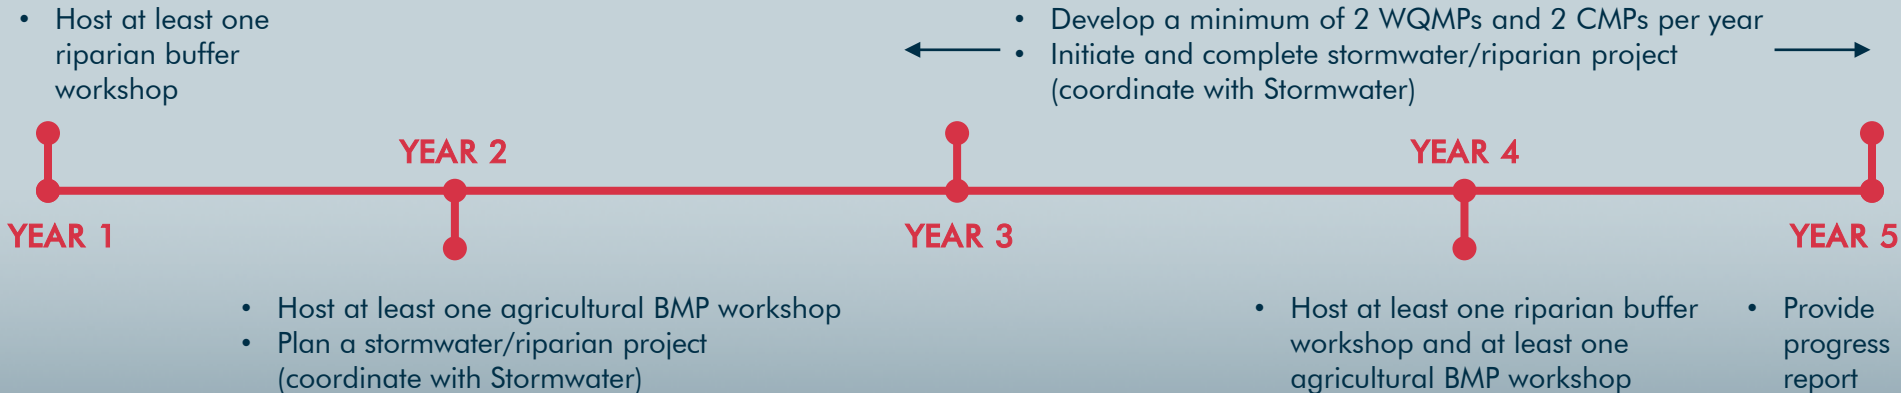 • Host at least one
riparian buffer
workshop
• Develop a minimum of 2 WQMPs and 2 CMPs per year
• Initiate and complete stormwater/riparian project
(coordinate with Stormwater)
YEAR 1
YEAR 2
YEAR 3
YEAR 4
YEAR 5
• Host at least one agricultural BMP workshop
• Plan a stormwater/riparian project
(coordinate with Stormwater)
• Host at least one riparian buffer
workshop and at least one
agricultural BMP workshop
• Provide
progress
report